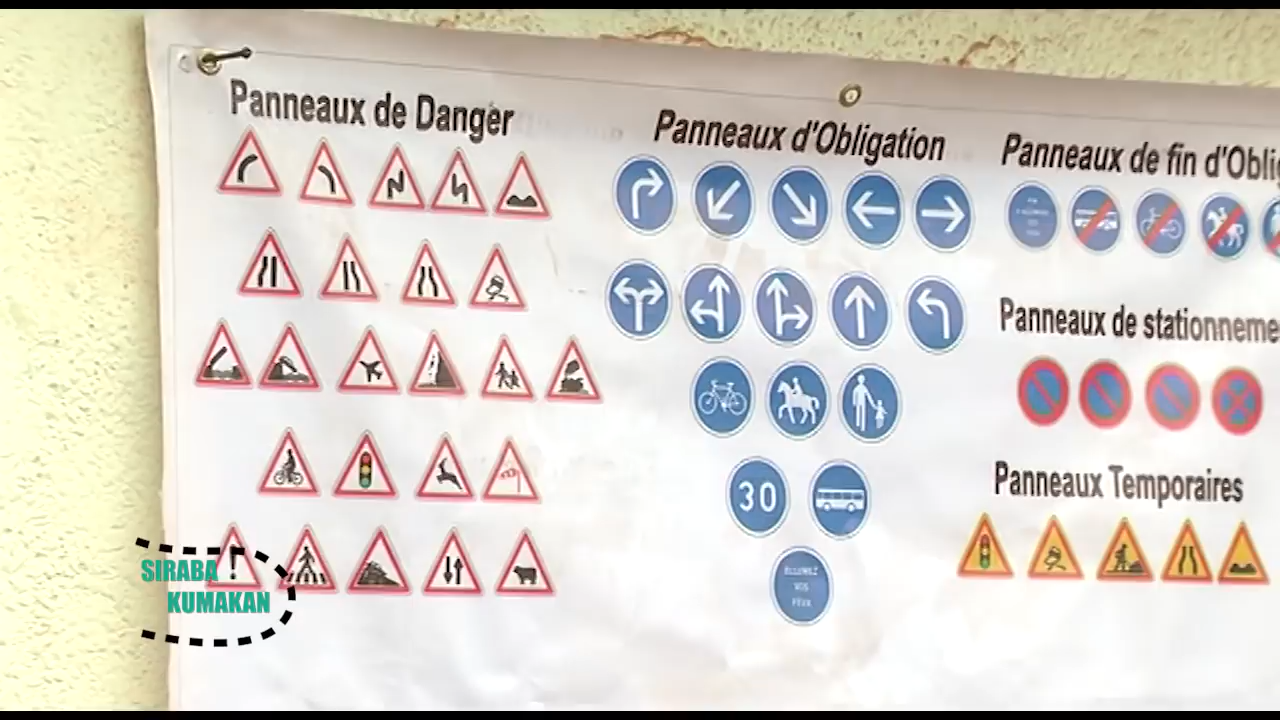 Panneaux de Danger
Panneaux d'Obligation
30
ALLUMEZ
VOS
FEUX
Panneaux de fin d'Oblig
Panneaux de stationneme
Panneaux Temporaires
SIRABA
KUMAKAN